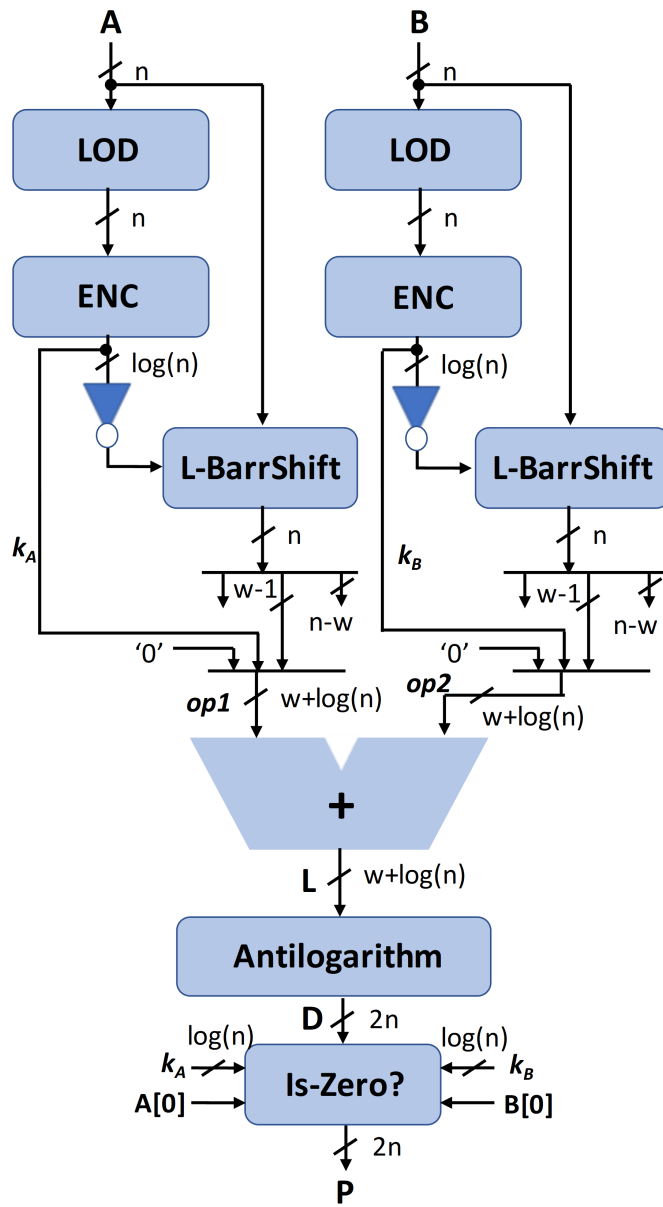 A B
n n
LOD LOD
n n
ENC ENC
log(n) log(n)
L-BarrShift L-BarrShift
n n
k_A k_B
w-1 w-1
n-w n-w
‘0’ ‘0’
op1 w+log(n) op2 w+log(n)
+
L w+log(n)
Antilogarithm
D 2n
log(n) log(n)
k_A Is-Zero? k_B
A[0] B[0]
2n
P